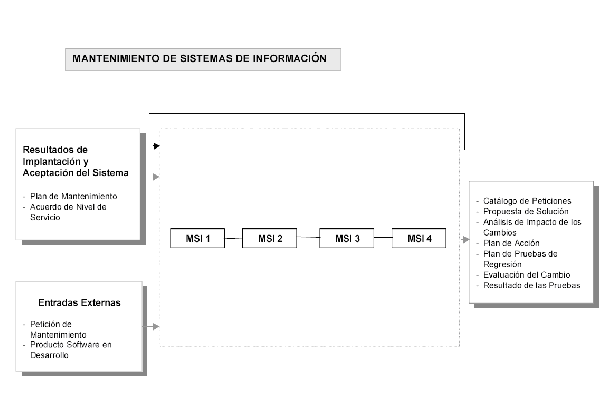 MANTENIMIENTO DE SISTEMAS DE INFORMACIÓN
Resultados de
Implantación y
Aceptación del Sistema
- Plan de Mantenimiento
- Acuerdo de Nivel de
Servicio
MSI 1
MSI 2
MSI 3
MSI 4
- Catálogo de Peticiones
- Propuesta de Solución
- Análisis de Impacto de los
Cambios
- Plan de Acción
- Plan de Pruebas de
Regresión
- Evaluación del Cambio
- Resultado de las Pruebas
Entradas Externas
- Petición de
Mantenimiento
- Producto Software en
Desarrollo